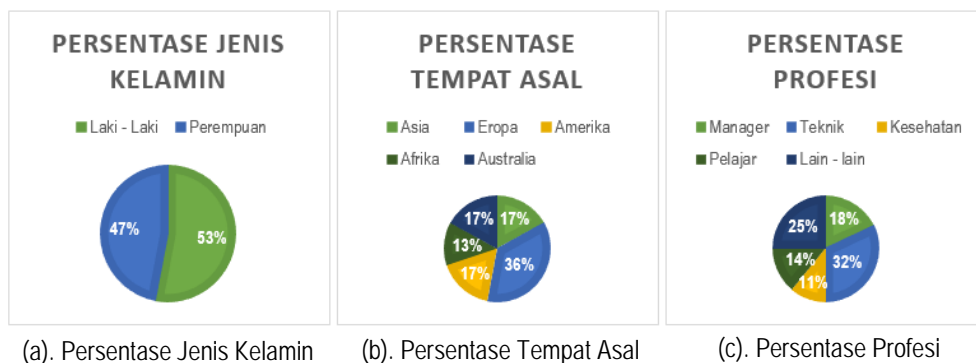 PERSENTASE JENIS
KELAMIN
Laki - Laki Perempuan
47% 53%
(a). Persentase Jenis Kelamin
PERSENTASE
TEMPAT ASAL
Asia Eropa Amerika
Afrika Australia
17% 17%
13%
36%
17%
(b). Persentase Tempat Asal
PERSENTASE
PROFESI
Manager Teknik Kesehatan
Pelajar Lain - lain
25% 18%
14% 32%
11%
(c). Persentase Profesi